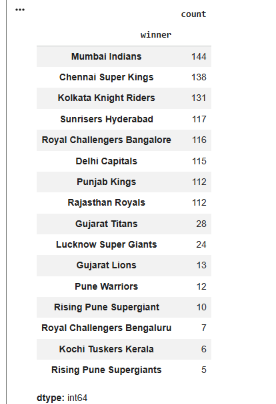 ...
count
winner
Mumbai Indians 144
Chennai Super Kings 138
Kolkata Knight Riders 131
Sunrisers Hyderabad 117
Royal Challengers Bangalore 116
Delhi Capitals 115
Punjab Kings 112
Rajasthan Royals 112
Gujarat Titans 28
Lucknow Super Giants 24
Gujarat Lions 13
Pune Warriors 12
Rising Pune Supergiant 10
Royal Challengers Bengaluru 7
Kochi Tuskers Kerala 6
Rising Pune Supergiants 5
dtype: int64